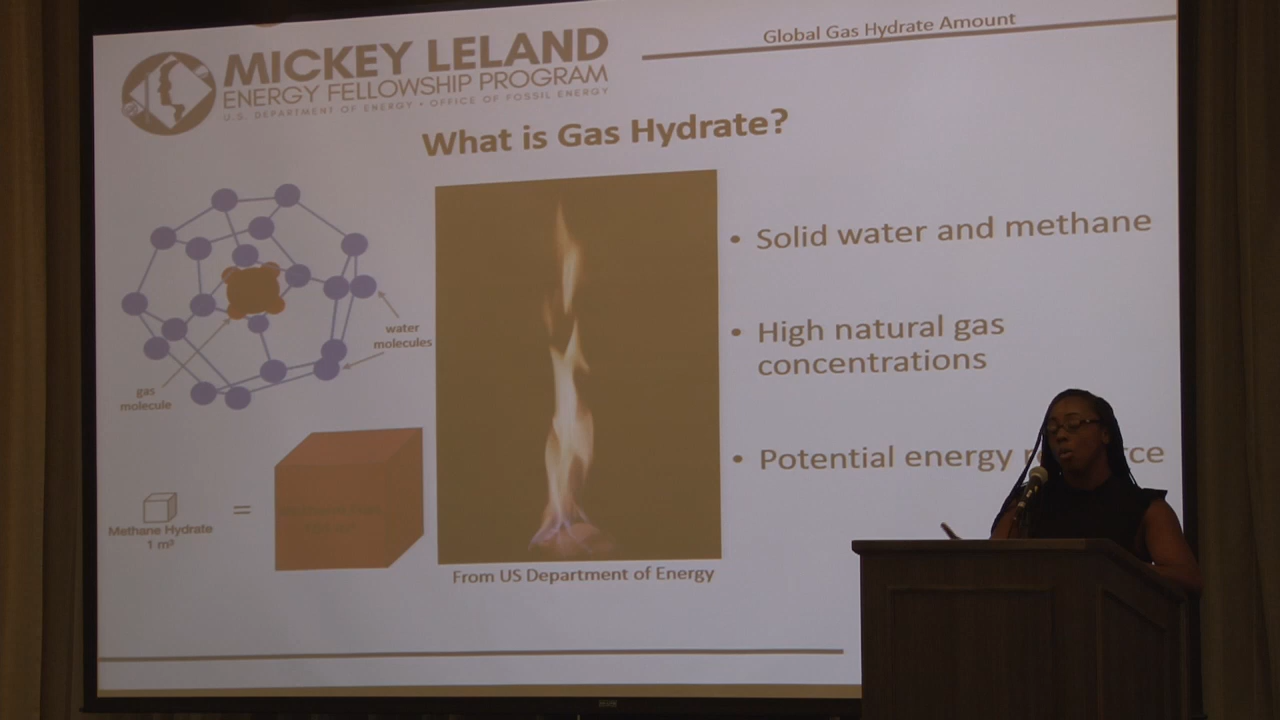 Global Gas Hydrate Amount
MICKEY LELAND
ENERGY FELLOWSHIP PROGRAM
U.S. DEPARTMENT OF ENERGY • OFFICE OF FOSSIL ENERGY
What is Gas Hydrate?
• Solid water and methane
water
molecules
• High natural gas
concentrations
gas
molecule
• Potential energy
Methane Hydrate
1 m³
=
From US Department of Energy